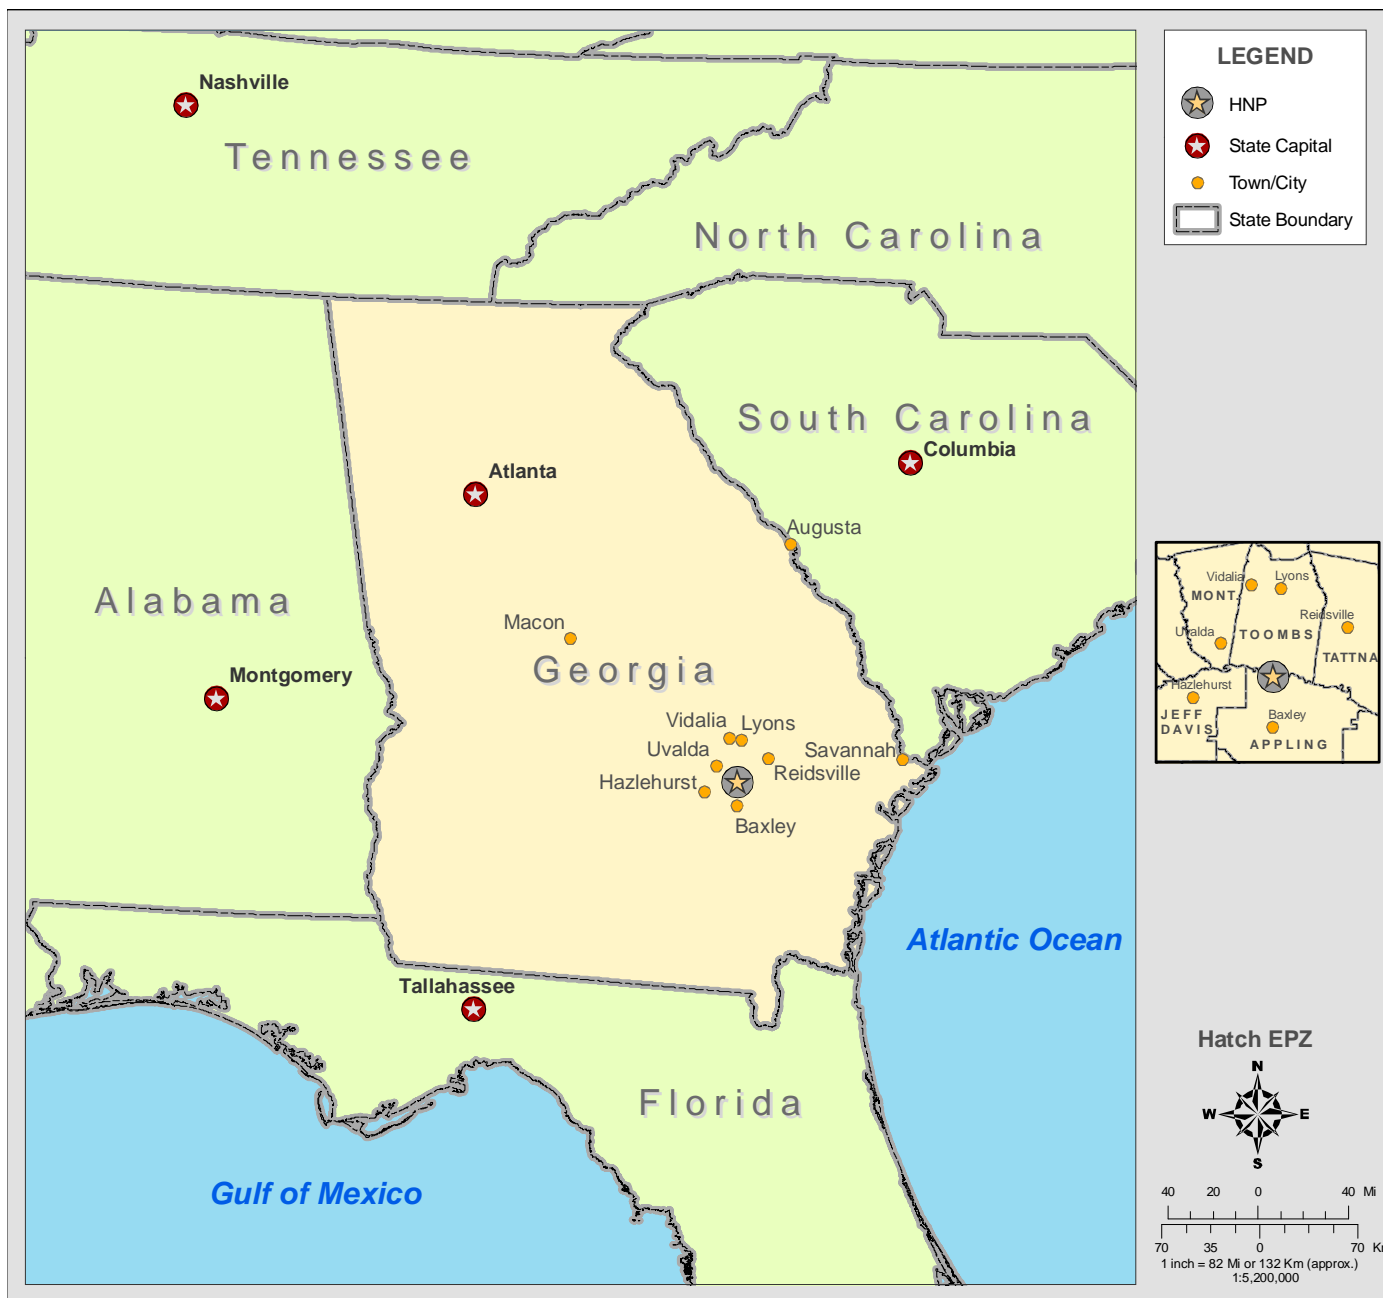 Nashville
Tennessee
North Carolina
South Carolina
Columbia
Atlanta
Augusta
Alabama
Macon
Georgia
Montgomery
Vidalia
Lyons
Uvalda
Savannah
Reidsville
Hazlehurst
Baxley
Atlantic Ocean
Tallahassee
Florida
Gulf of Mexico
LEGEND
HNP
State Capital
Town/City
State Boundary
Vidalia
Lyons
MONT.
Reidsville
Uvalda
TOOMBS
TATTNA
Hazlehurst
JEFF
DAVIS
Baxley
APPLING
Hatch EPZ
N
W E
S
40 20 0 40 Mi
70 35 0 70 K
1 inch = 82 Mi or 132 Km (approx.)
1:5,200,000